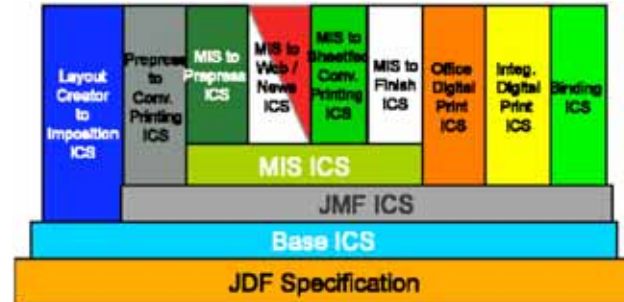 Layout
Creator
to
Imposition
ICS
Prepress
to
Conv.
Printing
ICS
MIS to
Prepress
ICS
MIS to
Web /
News
ICS
MIS to
Sheetfed
Conv.
Printing
ICS
MIS to
Finish
ICS
Office
Digital
Print
ICS
Integ.
Digital
Print
ICS
Binding
ICS
MIS ICS
JMF ICS
Base ICS
JDF Specification